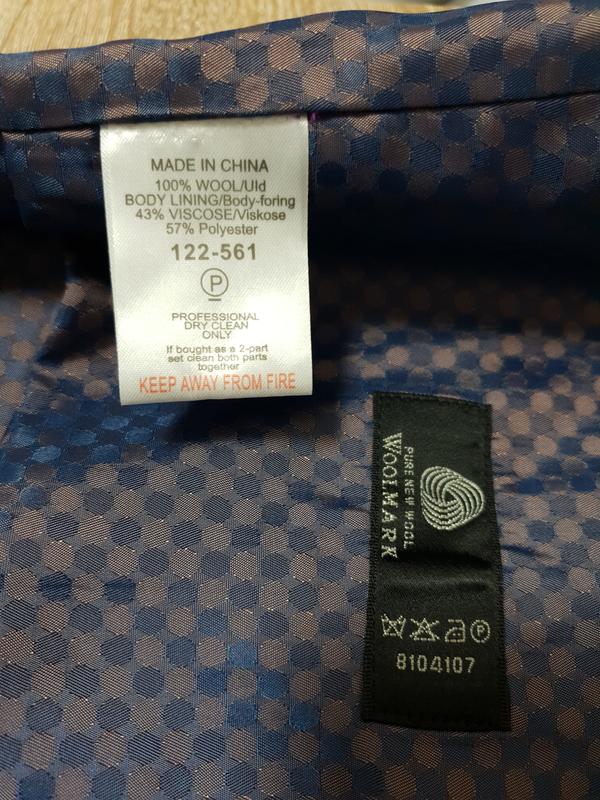 MADE IN CHINA
100% WOOL/Uld
BODY LINING/Body-foring
43% VISCOSE/Viskose
57% Polyester
122-561
P
PROFESSIONAL
DRY CLEAN
ONLY
If bought as a 2-part
set clean both parts
together
KEEP AWAY FROM FIRE
PURE NEW WOOL
WOOLMARK
P
8104107